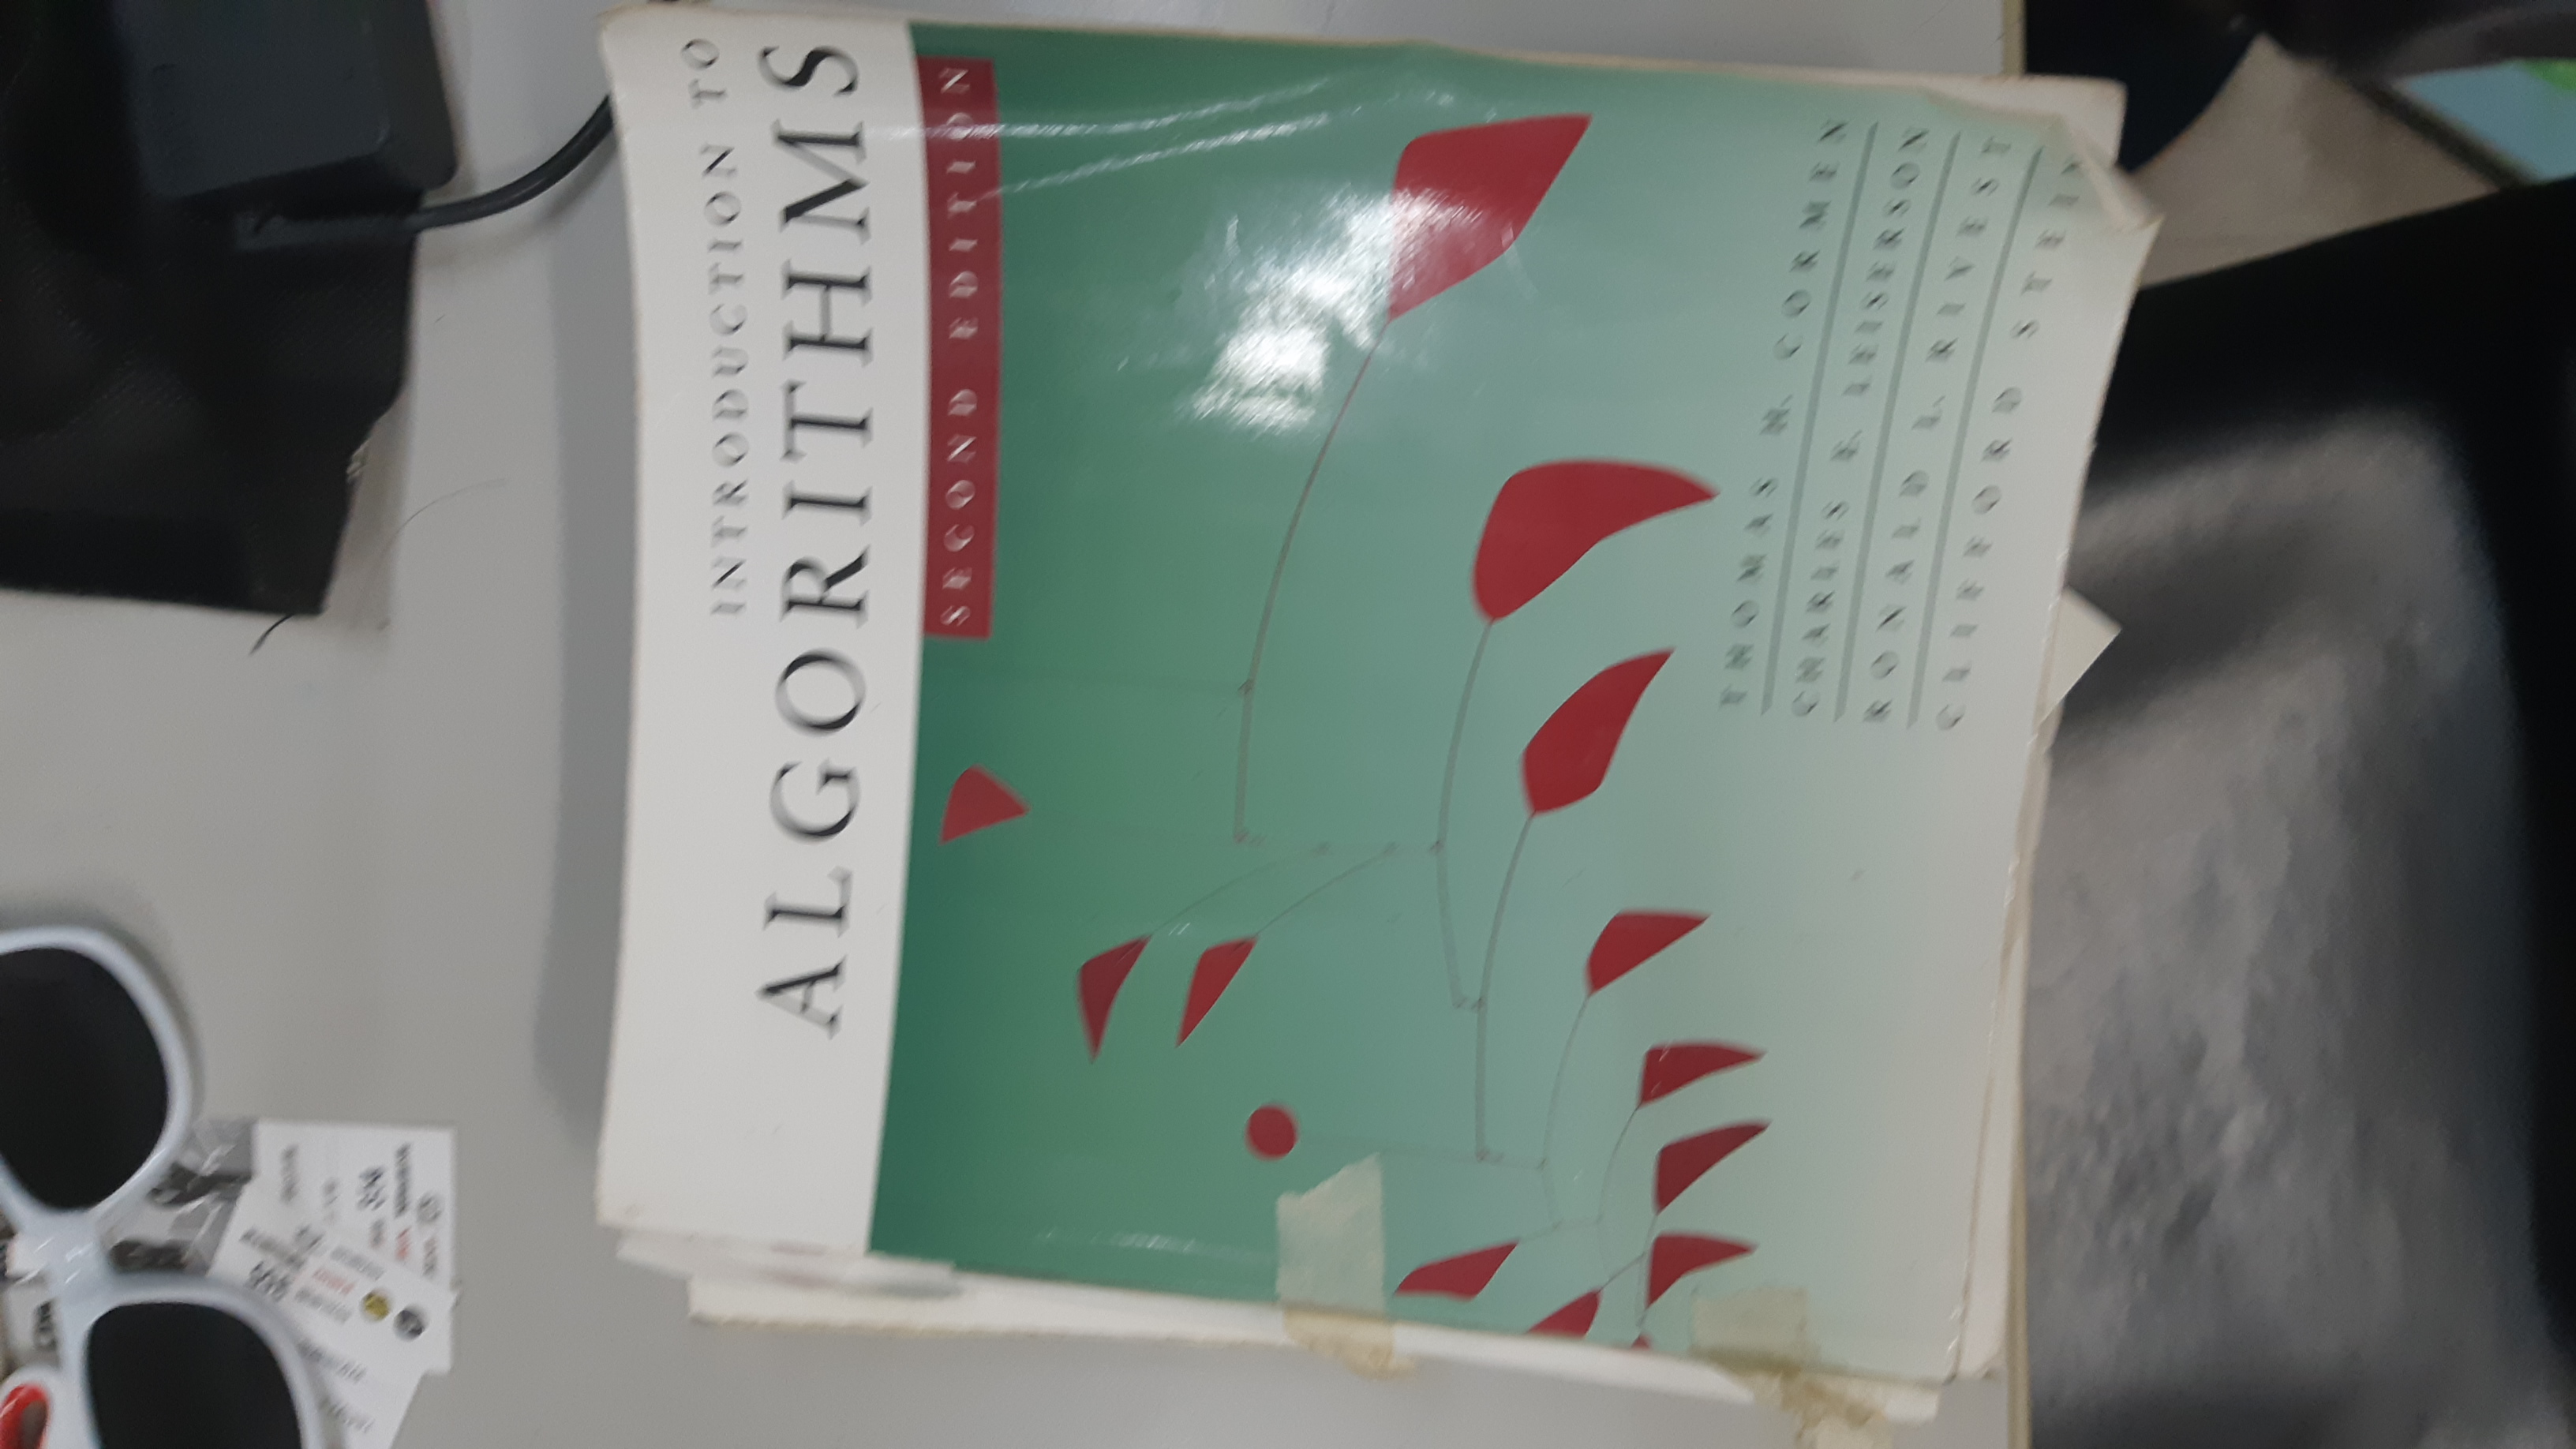 INTRODUCTION TO
ALGORITHMS
SECOND EDITION
THOMAS H. CORMEN
CHARLES E. LEISERSON
RONALD L. RIVEST
CLIFFORD STEIN